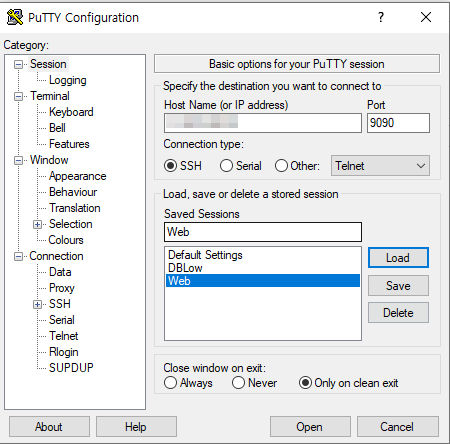 PuTTY Configuration
? ×
Category:
Session
Logging
Terminal
Keyboard
Bell
Features
Window
Appearance
Behaviour
Translation
Selection
Colours
Connection
Data
Proxy
SSH
Serial
Telnet
Rlogin
SUPDUP
Basic options for your PuTTY session
Specify the destination you want to connect to
Host Name (or IP address) Port
9090
Connection type:
SSH Serial Other: Telnet
Load, save or delete a stored session
Saved Sessions
Web
Default Settings
DBLow
Web
Load
Save
Delete
Close window on exit:
Always Never Only on clean exit
About Help Open Cancel